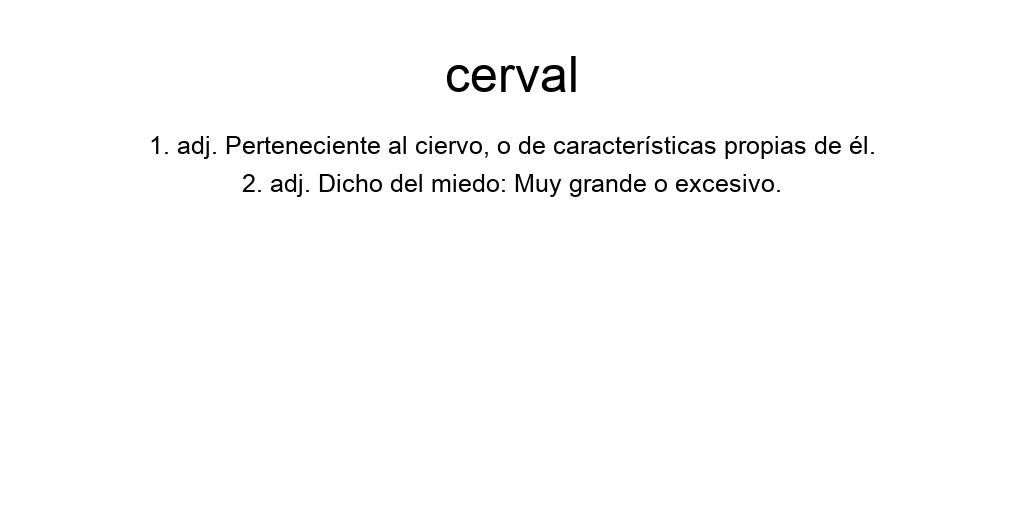 cerval
1. adj. Perteneciente al ciervo, o de características propias de él.
2. adj. Dicho del miedo: Muy grande o excesivo.